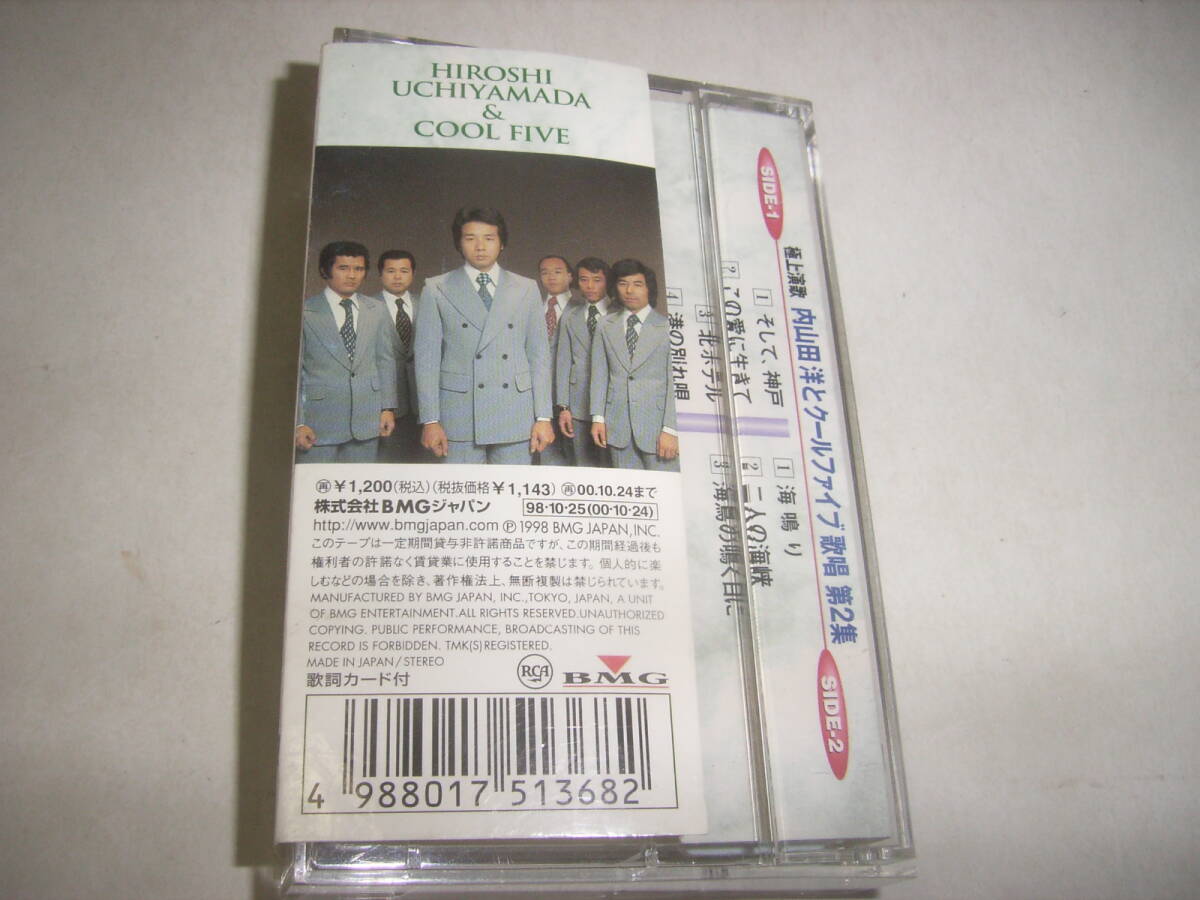 HIROSHI
UCHIYAMADA
&
COOL FIVE
再¥1,200(税込)(税抜価格¥1,143)再00.10.24まで
株式会社BMGジャパン 98・10・25(00・10・24)
http://www.bmgjapan.com Ⓟ1998 BMG JAPAN,INC.
このテープは一定期間貸与非許諾商品ですが、この期間経過後も
権利者の許諾なく賃貸業に使用することを禁じます。個人的に楽
しむなどの場合を除き、著作権法上、無断複製は禁じられています。
MANUFACTURED BY BMG JAPAN, INC.,TOKYO, JAPAN, A UNIT
OF BMG ENTERTAINMENT.ALL RIGHTS RESERVED.UNAUTHORIZED
COPYING. PUBLIC PERFORMANCE, BROADCASTING OF THIS
RECORD IS FORBIDDEN. TMK(S)REGISTERED.
MADE IN JAPAN/STEREO
歌詞カード付
RCA
BMG
4 988017 513682
SIDE-1
極上演歌 内山田 洋とクールファイブ 歌唱 第2集
SIDE-2
1 そして、神戸
2 この愛に生きて
3 北ホテル
4 港の別れ唄
1 海鳴り
2 二人の海峡
3 海鳥の鳴く日に